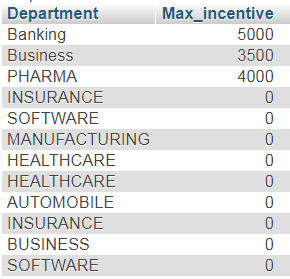 Department Max_incentive
Banking 5000
Business 3500
PHARMA 4000
INSURANCE 0
SOFTWARE 0
MANUFACTURING 0
HEALTHCARE 0
HEALTHCARE 0
AUTOMOBILE 0
INSURANCE 0
BUSINESS 0
SOFTWARE 0